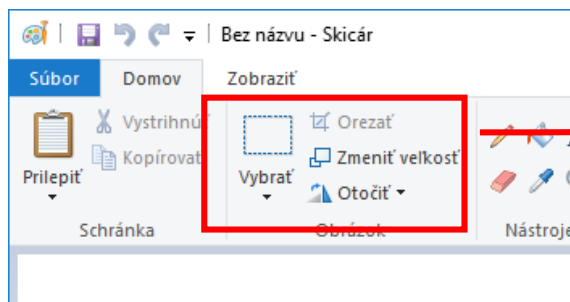 Bez názvu - Skicár
Súbor Domov Zobraziť
Prilepiť
Vystrihnúť
Kopírovať
Schránka
Vybrať
Orezať
Zmeniť veľkosť
Otočiť
Obrázok
Nástroje